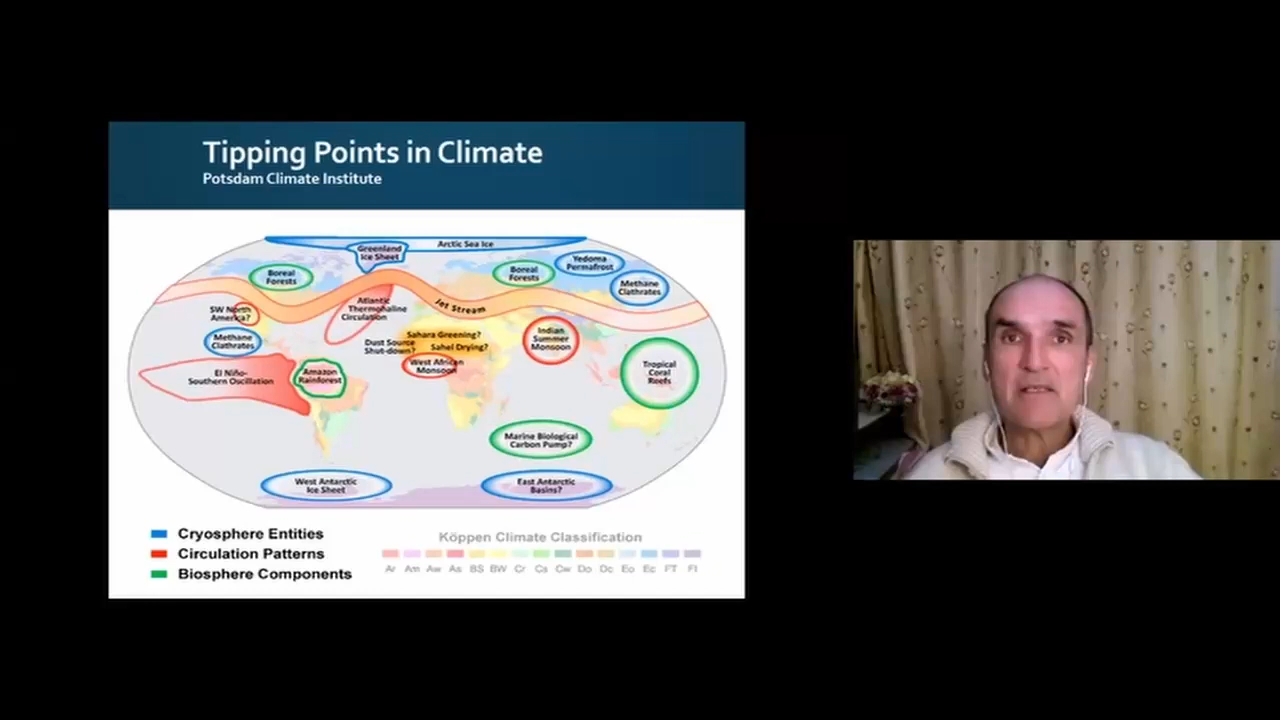 Tipping Points in Climate
Potsdam Climate Institute
Greenland
Ice Sheet
Arctic Sea Ice
Boreal
Forests
Boreal
Forests
Yedoma
Permafrost
Methane
Clathrates
Jet Stream
Atlantic
Thermohaline
Circulation
SW North
America?
Methane
Clathrates
Dust Source
Shut-down?
Sahara Greening?
Sahel Drying?
West African
Monsoon
Indian
Summer
Monsoon
El Niño-
Southern Oscillation
Amazon
Rainforest
Tropical
Coral
Reefs
Marine Biological
Carbon Pump?
West Antarctic
Ice Sheet
East Antarctic
Basins?
Cryosphere Entities
Circulation Patterns
Biosphere Components
Köppen Climate Classification
Ar Am Aw As BS BW Cr Cs Cw Do Dc Eo Ec FT FI